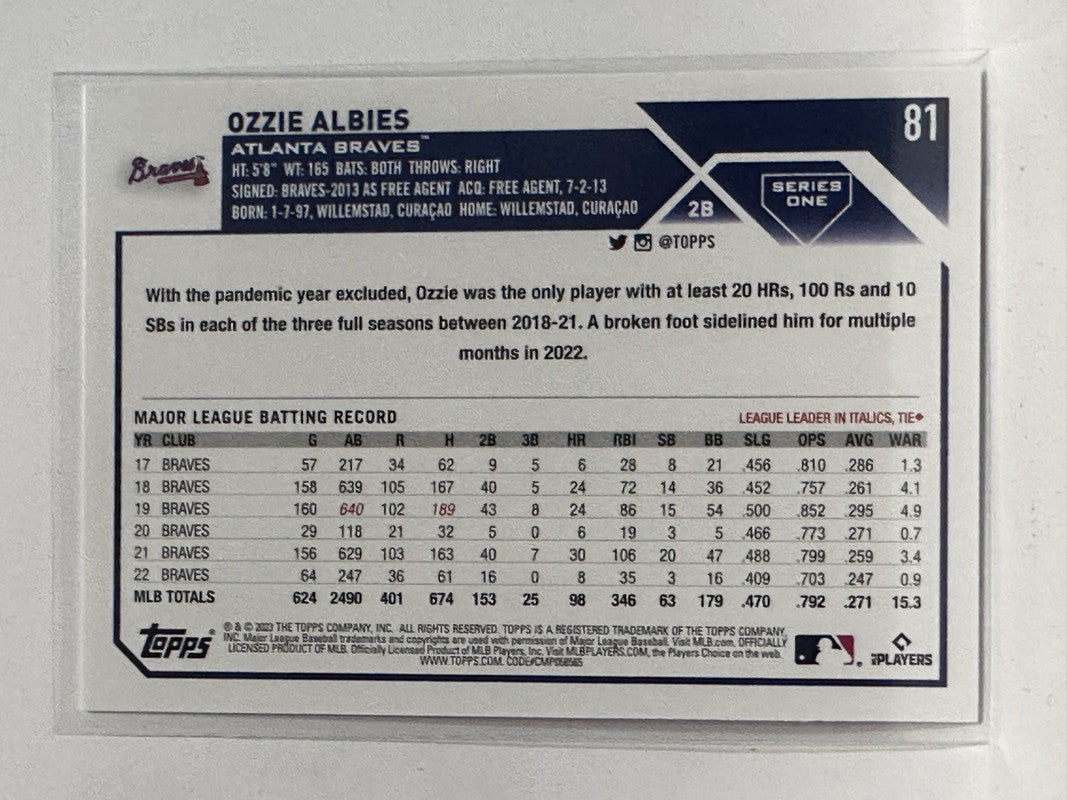 81
OZZIE ALBIES
ATLANTA BRAVES™
HT: 5'8" WT: 165 BATS: BOTH THROWS: RIGHT
SIGNED: BRAVES-2013 AS FREE AGENT ACQ: FREE AGENT, 7-2-13
BORN: 1-7-97, WILLEMSTAD, CURAÇAO HOME: WILLEMSTAD, CURAÇAO
Braves
2B
SERIES
ONE
@TOPPS
With the pandemic year excluded, Ozzie was the only player with at least 20 HRs, 100 Rs and 10
SBs in each of the three full seasons between 2018-21. A broken foot sidelined him for multiple
months in 2022.
MAJOR LEAGUE BATTING RECORD LEAGUE LEADER IN ITALICS, TIE◆
YR CLUB G AB R H 2B 3B HR RBI SB BB SLG OPS AVG WAR
17 BRAVES 57 217 34 62 9 5 6 28 8 21 .456 .810 .286 1.3
18 BRAVES 158 639 105 167 40 5 24 72 14 36 .452 .757 .261 4.1
19 BRAVES 160 640 102 189 43 8 24 86 15 54 .500 .852 .295 4.9
20 BRAVES 29 118 21 32 5 0 6 19 3 5 .466 .773 .271 0.7
21 BRAVES 156 629 103 163 40 7 30 106 20 47 .488 .799 .259 3.4
22 BRAVES 64 247 36 61 16 0 8 35 3 16 .409 .703 .247 0.9
MLB TOTALS 624 2490 401 674 153 25 98 346 63 179 .470 .792 .271 15.3
Topps®
® & © 2023 THE TOPPS COMPANY, INC. ALL RIGHTS RESERVED. TOPPS IS A REGISTERED TRADEMARK OF THE TOPPS COMPANY,
INC. Major League Baseball trademarks and copyrights are used with permission of Major League Baseball. Visit MLB.com. OFFICIALLY
LICENSED PRODUCT OF MLB. Officially Licensed Product of MLB Players, Inc. Visit MLBPLAYERS.COM, the Players Choice on the web.
WWW.TOPPS.COM. CODE#
PLAYERS